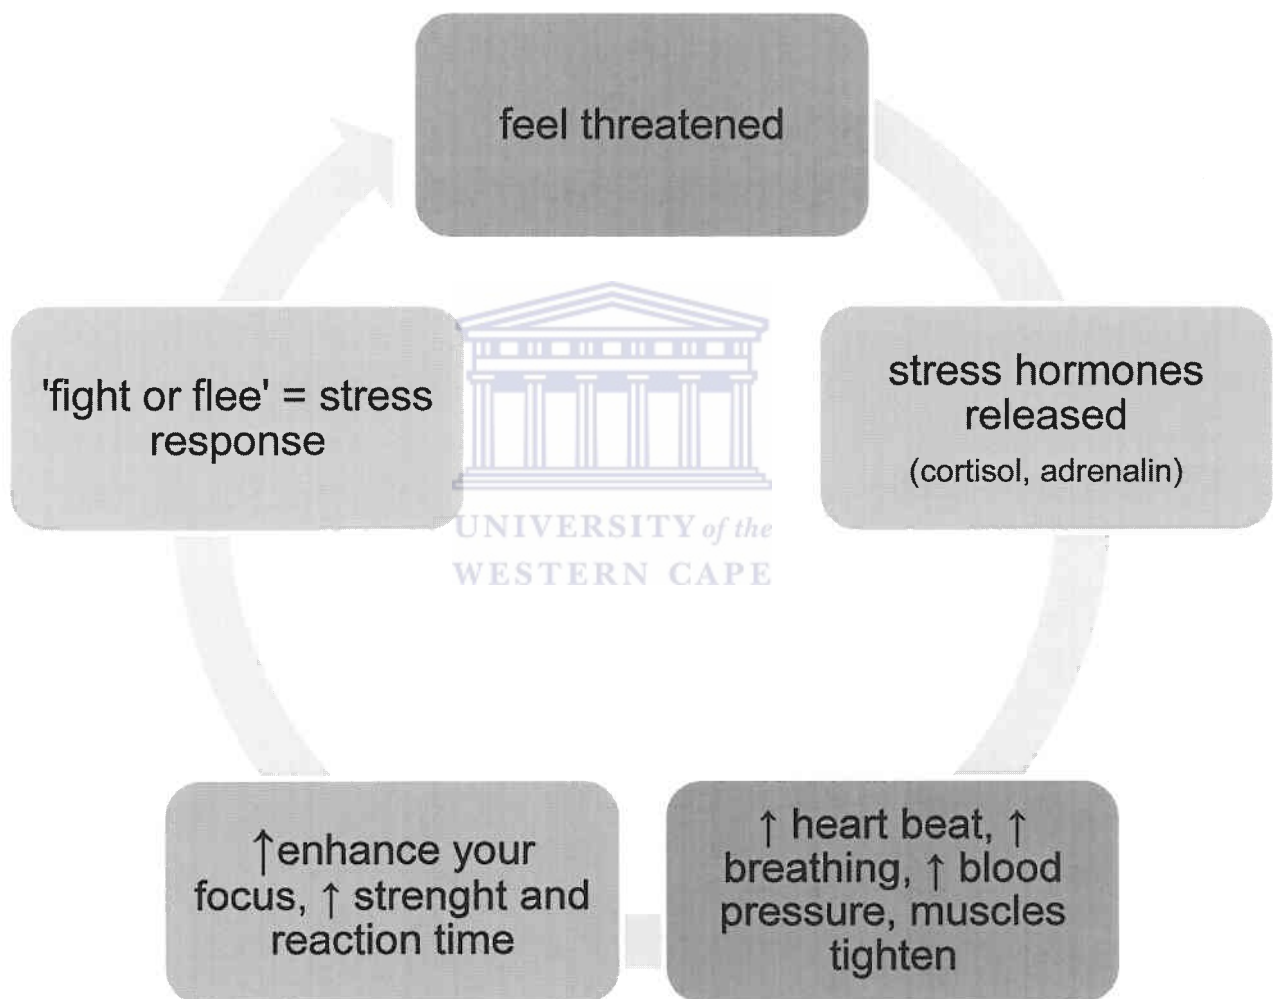 feel threatened
stress hormones
released
(cortisol, adrenalin)
↑ heart beat, ↑
breathing, ↑ blood
pressure, muscles
tighten
↑enhance your
focus, ↑ strenght and
reaction time
'fight or flee' = stress
response
UNIVERSITY of the
WESTERN CAPE